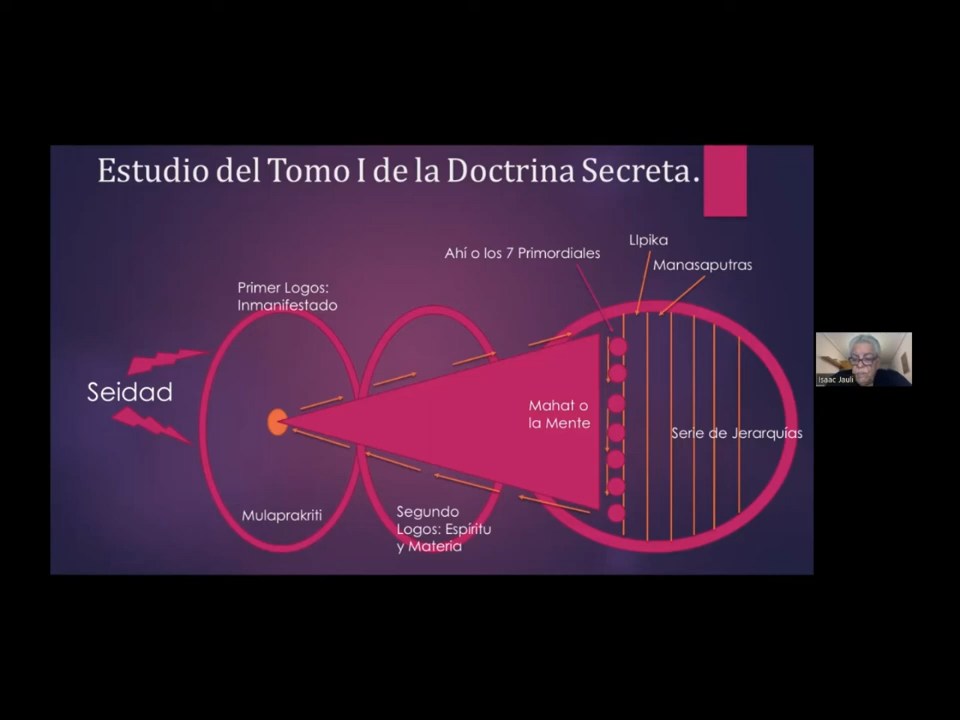 Estudio del Tomo I de la Doctrina Secreta.
LIpika
Ahí o los 7 Primordiales
Manasaputras
Primer Logos:
Inmanifestado
Seidad
Mahat o
la Mente
Serie de Jerarquías
Mulaprakriti
Segundo
Logos: Espíritu
y Materia
Isaac Jauli